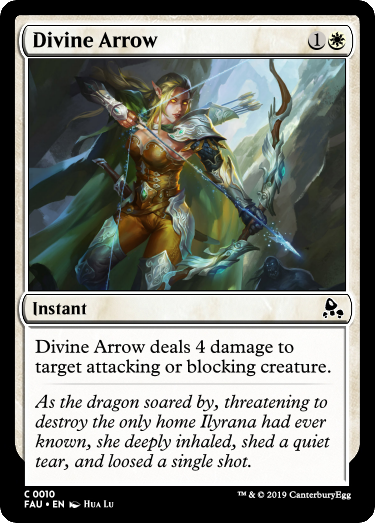 Divine Arrow 1
Instant
Divine Arrow deals 4 damage to
target attacking or blocking creature.
As the dragon soared by, threatening to
destroy the only home Ilyrana had ever
known, she deeply inhaled, shed a quiet
tear, and loosed a single shot.
C 0010
FAU • EN Hua Lu
™ & © 2019 CanterburyEgg